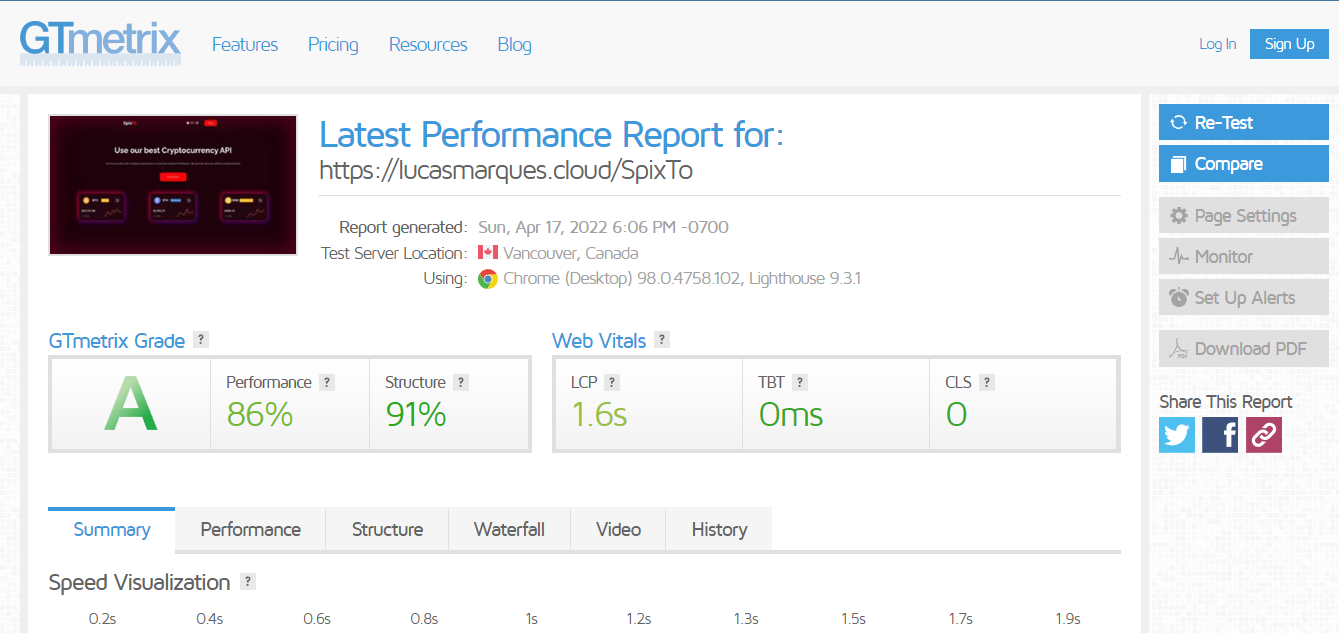 GTmetrix
Features Pricing Resources Blog
Log In Sign Up
Use our best Cryptocurrency API
Latest Performance Report for:
https://lucasmarques.cloud/SpixTo
Report generated: Sun, Apr 17, 2022 6:06 PM -0700
Test Server Location: Vancouver, Canada
Using: Chrome (Desktop) 98.0.4758.102, Lighthouse 9.3.1
Re-Test
Compare
Page Settings
Monitor
Set Up Alerts
PDF Download PDF
Share This Report
GTmetrix Grade ?
Web Vitals ?
A
Performance ?
86%
Structure ?
91%
LCP ?
1.6s
TBT ?
0ms
CLS ?
0
Summary Performance Structure Waterfall Video History
Speed Visualization ?
0.2s 0.4s 0.6s 0.8s 1s 1.2s 1.3s 1.5s 1.7s 1.9s